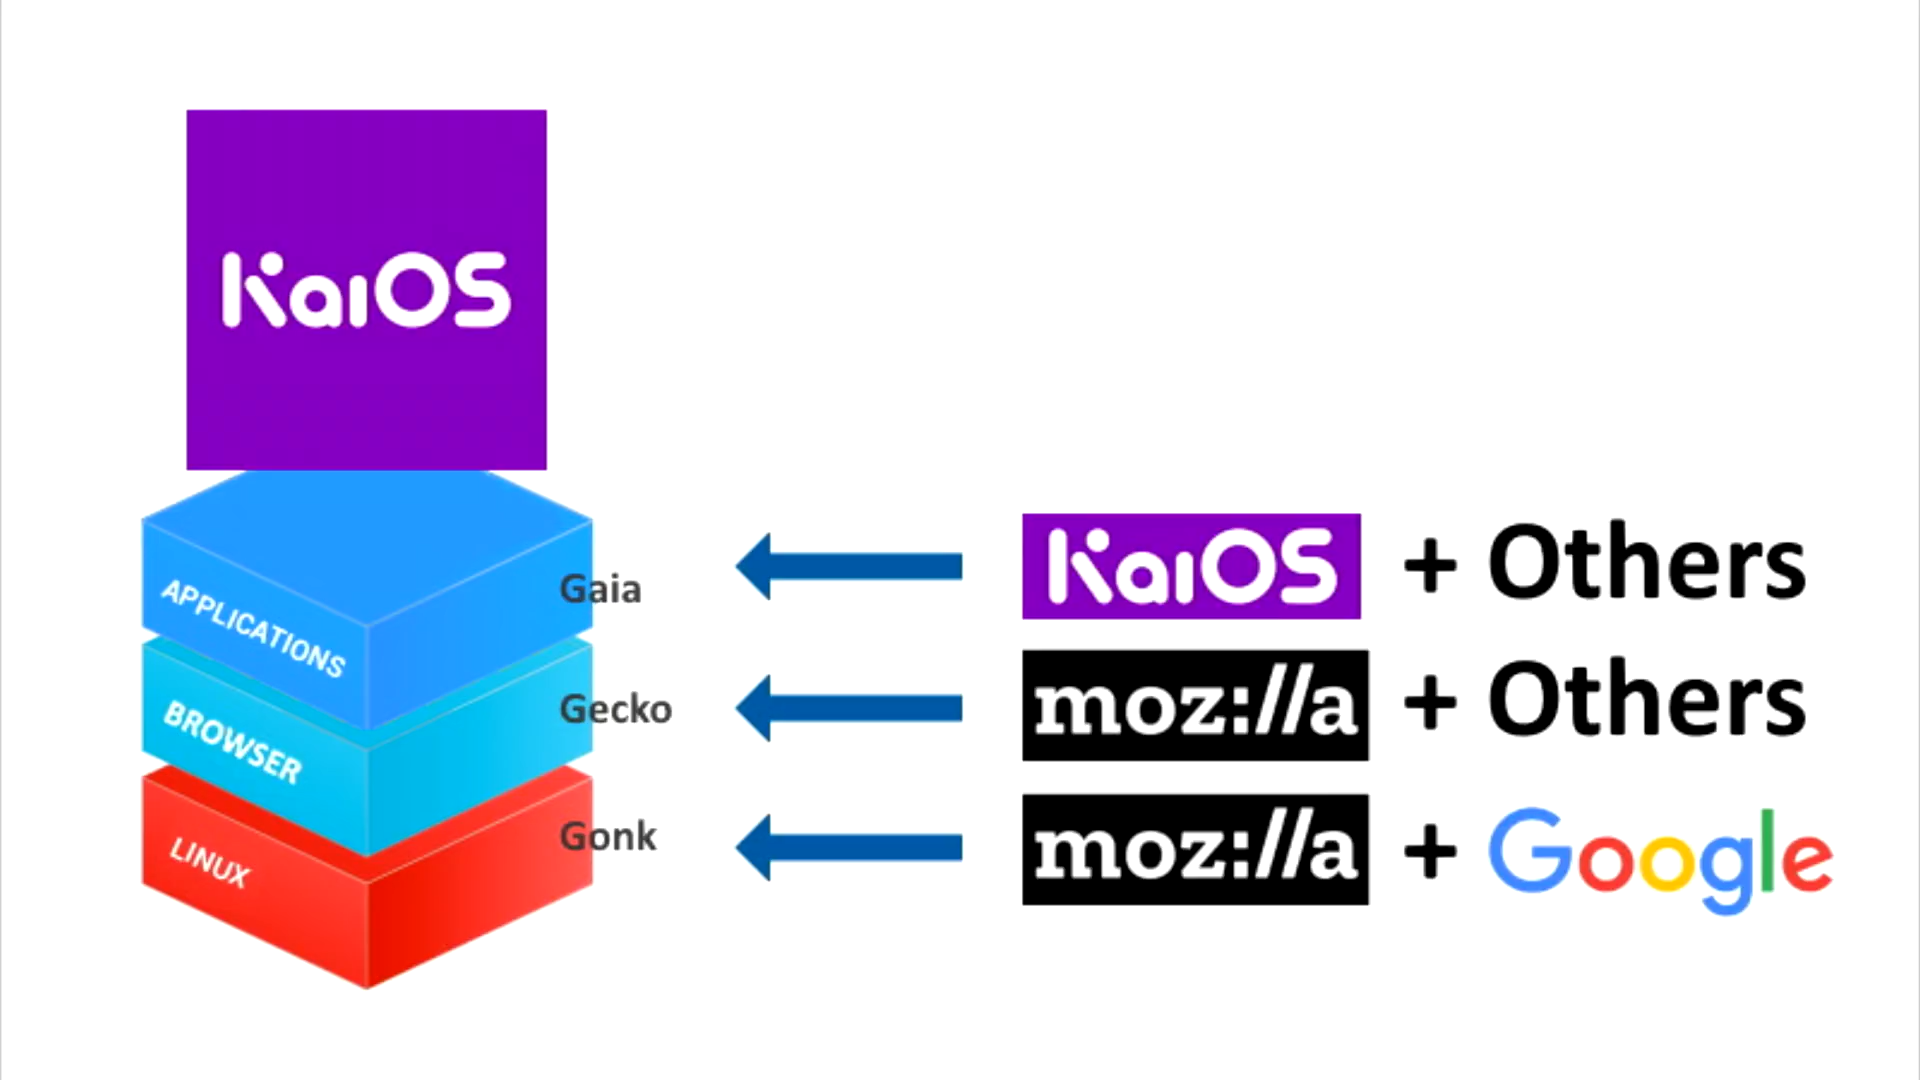 KaiOS
APPLICATIONS
Gaia
KaiOS + Others
BROWSER
Gecko
moz://a + Others
LINUX
Gonk
moz://a + Google